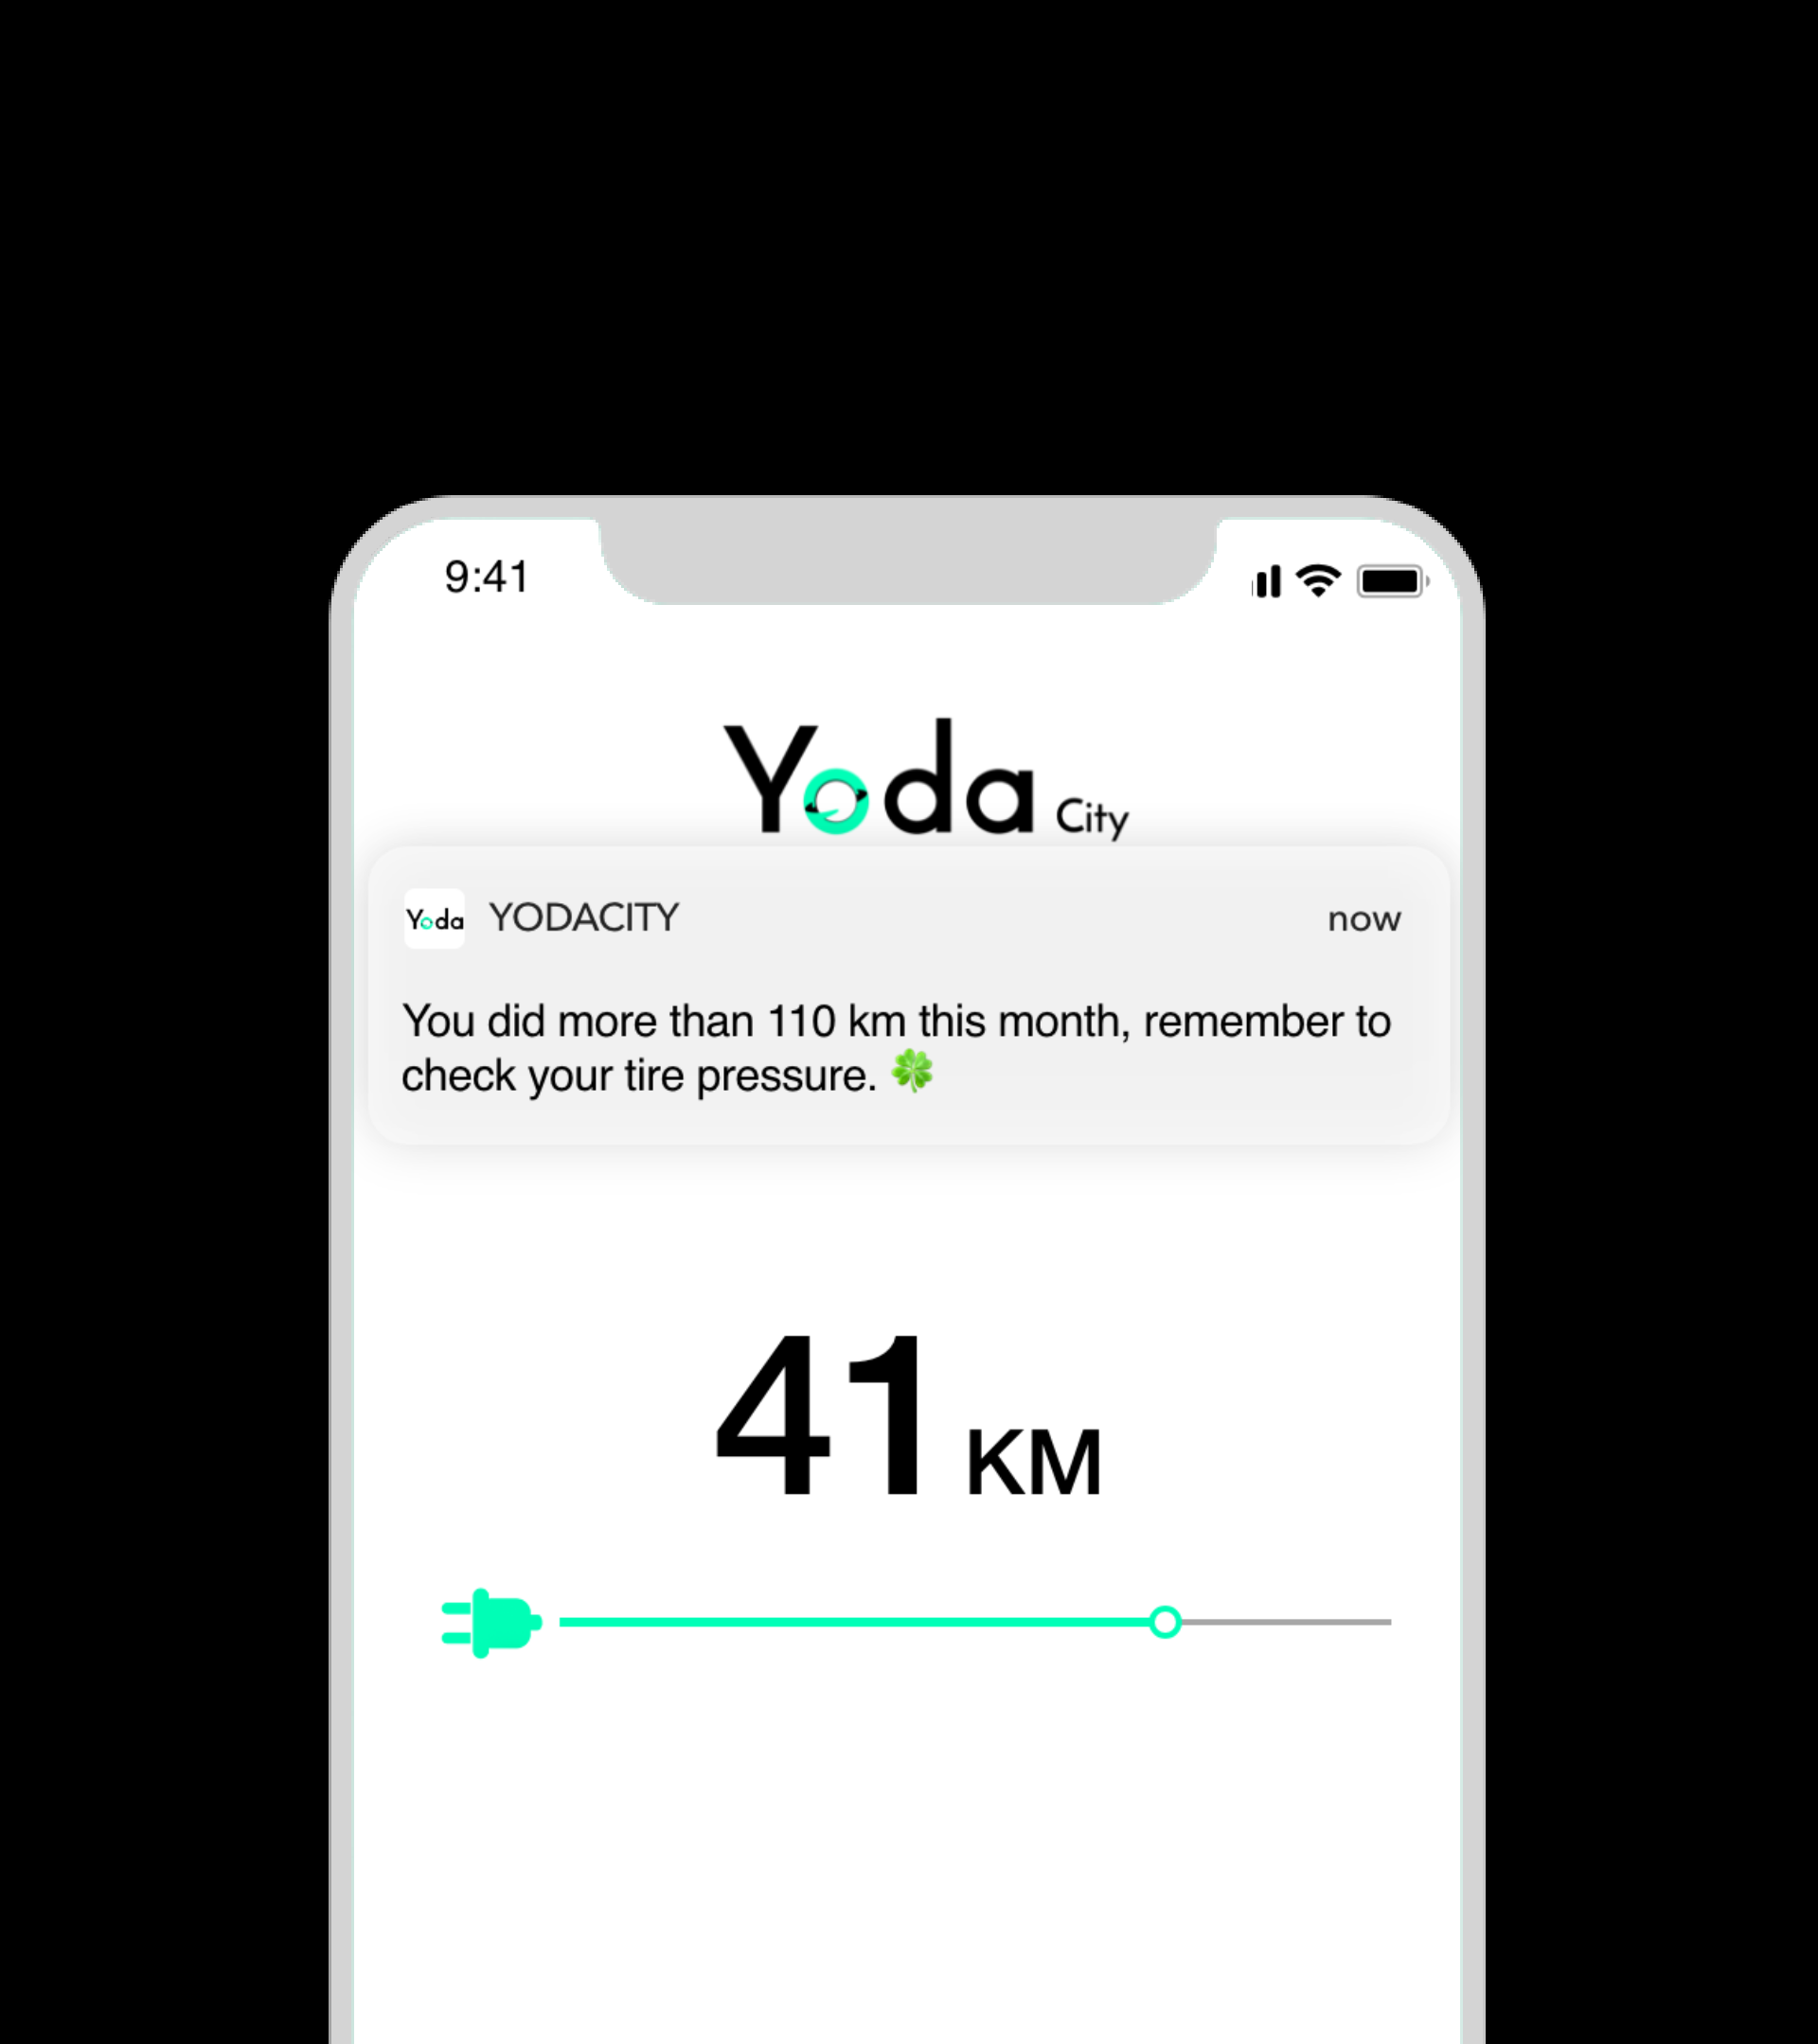 9:41
Yoda City
Yoda YODACITY now
You did more than 110 km this month, remember to
check your tire pressure. 🍀
41 KM